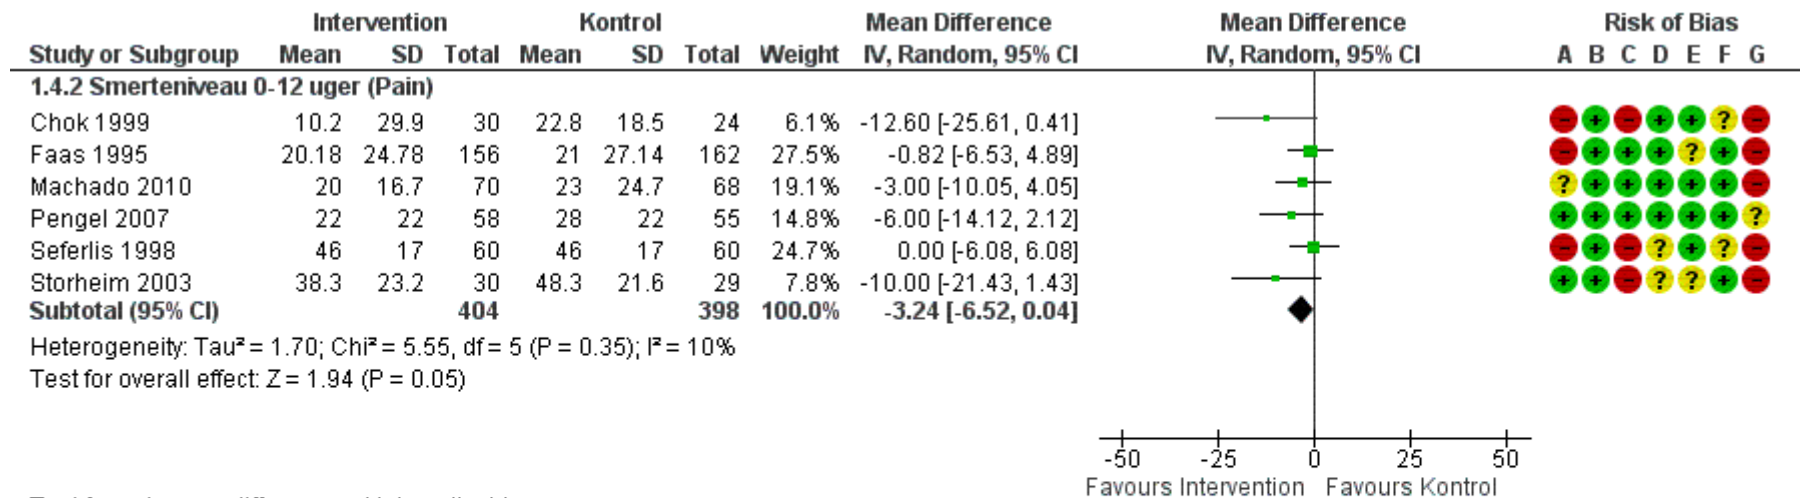 Intervention Kontrol Mean Difference Mean Difference Risk of Bias
Study or Subgroup Mean SD Total Mean SD Total Weight IV, Random, 95% CI IV, Random, 95% CI A B C D E F G
1.4.2 Smerteniveau 0-12 uger (Pain)
Chok 1999 10.2 29.9 30 22.8 18.5 24 6.1% -12.60 [-25.61, 0.41] - + - + + ? -
Faas 1995 20.18 24.78 156 21 27.14 162 27.5% -0.82 [-6.53, 4.89] - + + + ? + -
Machado 2010 20 16.7 70 23 24.7 68 19.1% -3.00 [-10.05, 4.05] ? + + + + + -
Pengel 2007 22 22 58 28 22 55 14.8% -6.00 [-14.12, 2.12] + + + + + + ?
Seferlis 1998 46 17 60 46 17 60 24.7% 0.00 [-6.08, 6.08] - + - ? + ? -
Storheim 2003 38.3 23.2 30 48.3 21.6 29 7.8% -10.00 [-21.43, 1.43] + + - ? ? + -
Subtotal (95% CI) 404 398 100.0% -3.24 [-6.52, 0.04]
Heterogeneity: Tau² = 1.70; Chi² = 5.55, df = 5 (P = 0.35); I² = 10%
Test for overall effect: Z = 1.94 (P = 0.05)
-50 -25 0 25 50
Favours Intervention Favours Kontrol